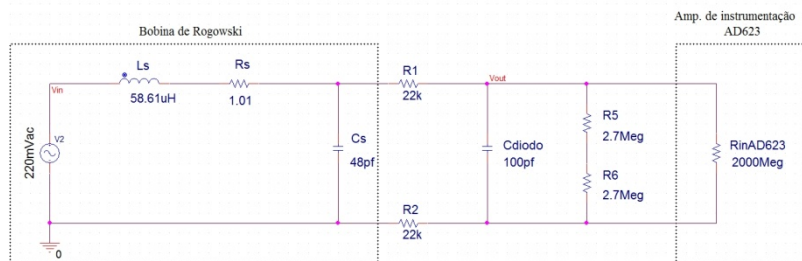 Bobina de Rogowski
Amp. de instrumentação
AD623
Ls
58.61uH
Rs
1.01
Vin
V2
220mVac
0
Cs
48pf
R1
22k
R2
22k
Vout
Cdiodo
100pf
R5
2.7Meg
R6
2.7Meg
RinAD623
2000Meg